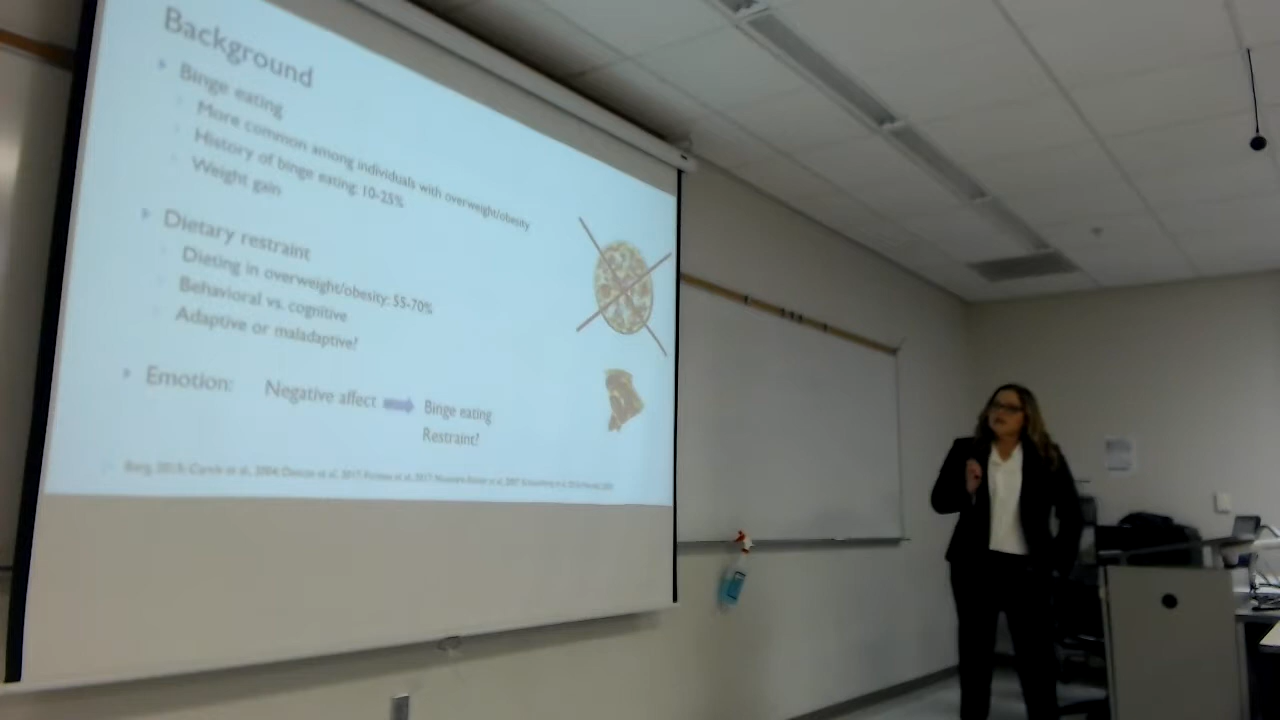 Background
Binge eating
More common among individuals with overweight/obesity
History of binge eating: 10-25%
Weight gain
Dietary restraint
Dieting in overweight/obesity: 55-70%
Behavioral vs. cognitive
Adaptive or maladaptive?
Emotion: Negative affect Binge eating
Restraint?